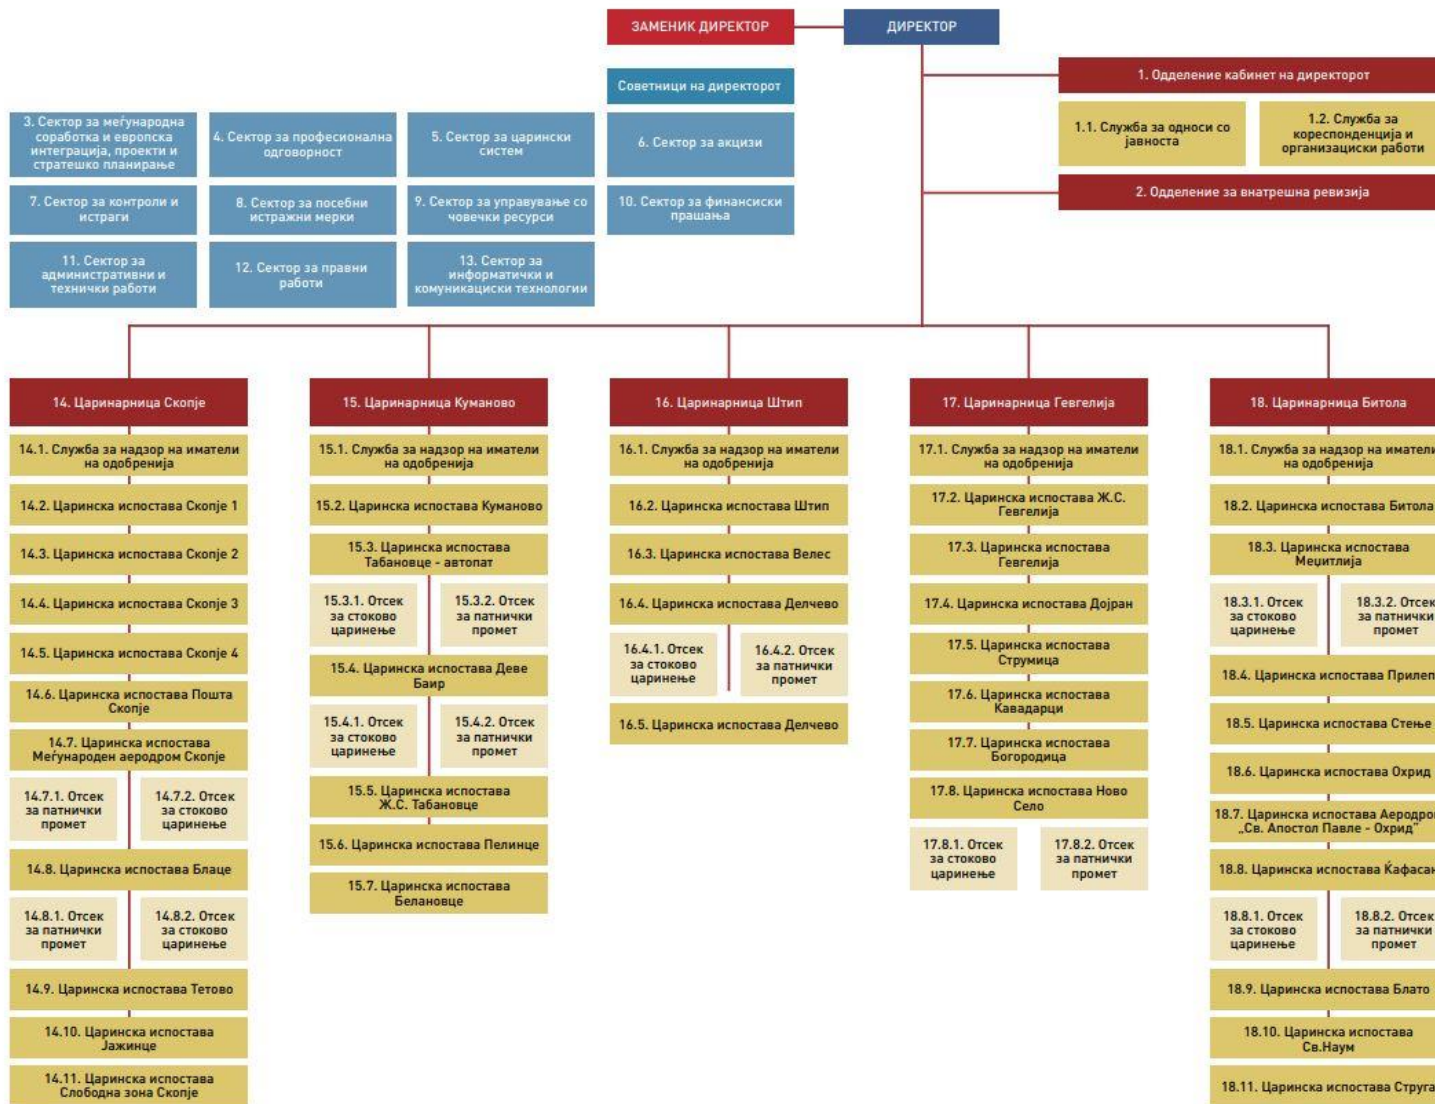 ЗАМЕНИК ДИРЕКТОР
ДИРЕКТОР
Советници на директорот
1. Одделение кабинет на директорот
1.1. Служба за односи со
јавноста
1.2. Служба за
кореспонденција и
организациски работи
2. Одделение за внатрешна ревизија
3. Сектор за меѓународна
соработка и европска
интеграција, проекти и
стратешко планирање
4. Сектор за професионална
одговорност
5. Сектор за царински
систем
6. Сектор за акцизи
7. Сектор за контроли и
истраги
8. Сектор за посебни
истражни мерки
9. Сектор за управување со
човечки ресурси
10. Сектор за финансиски
прашања
11. Сектор за
административни и
технички работи
12. Сектор за правни
работи
13. Сектор за
информатички и
комуникациски технологии
14. Царинарница Скопје
14.1. Служба за надзор на иматели
на одобренија
14.2. Царинска испостава Скопје 1
14.3. Царинска испостава Скопје 2
14.4. Царинска испостава Скопје 3
14.5. Царинска испостава Скопје 4
14.6. Царинска испостава Пошта
Скопје
14.7. Царинска испостава
Меѓународен аеродром Скопје
14.7.1. Отсек
за патнички
промет
14.7.2. Отсек
за стоково
царинење
14.8. Царинска испостава Блаце
14.8.1. Отсек
за патнички
промет
14.8.2. Отсек
за стоково
царинење
14.9. Царинска испостава Тетово
14.10. Царинска испостава
Јажинце
14.11. Царинска испостава
Слободна зона Скопје
15. Царинарница Куманово
15.1. Служба за надзор на иматели
на одобренија
15.2. Царинска испостава Куманово
15.3. Царинска испостава
Табановце - автопат
15.3.1. Отсек
за стоково
царинење
15.3.2. Отсек
за патнички
промет
15.4. Царинска испостава Деве
Баир
15.4.1. Отсек
за стоково
царинење
15.4.2. Отсек
за патнички
промет
15.5. Царинска испостава
Ж.С. Табановце
15.6. Царинска испостава Пелинце
15.7. Царинска испостава
Белановце
16. Царинарница Штип
16.1. Служба за надзор на иматели
на одобренија
16.2. Царинска испостава Штип
16.3. Царинска испостава Велес
16.4. Царинска испостава Делчево
16.4.1. Отсек
за стоково
царинење
16.4.2. Отсек
за патнички
промет
16.5. Царинска испостава Делчево
17. Царинарница Гевгелија
17.1. Служба за надзор на иматели
на одобренија
17.2. Царинска испостава Ж.С.
Гевгелија
17.3. Царинска испостава
Гевгелија
17.4. Царинска испостава Дојран
17.5. Царинска испостава
Струмица
17.6. Царинска испостава
Кавадарци
17.7. Царинска испостава
Богородица
17.8. Царинска испостава Ново
Село
17.8.1. Отсек
за стоково
царинење
17.8.2. Отсек
за патнички
промет
18. Царинарница Битола
18.1. Служба за надзор на иматели
на одобренија
18.2. Царинска испостава Битола
18.3. Царинска испостава
Меџитлија
18.3.1. Отсек
за стоково
царинење
18.3.2. Отсек
за патнички
промет
18.4. Царинска испостава Прилеп
18.5. Царинска испостава Стење
18.6. Царинска испостава Охрид
18.7. Царинска испостава Аеродром
„Св. Апостол Павле - Охрид"
18.8. Царинска испостава Ќафасан
18.8.1. Отсек
за стоково
царинење
18.8.2. Отсек
за патнички
промет
18.9. Царинска испостава Блато
18.10. Царинска испостава
Св.Наум
18.11. Царинска испостава Струга